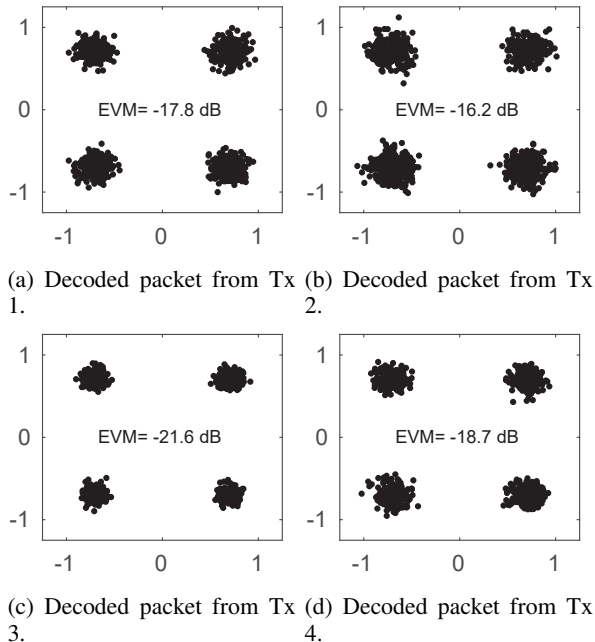 1
0
-1
EVM= -17.8 dB
-1 0 1
(a) Decoded packet from Tx
1.
1
0
-1
EVM= -16.2 dB
-1 0 1
(b) Decoded packet from Tx
2.
1
0
-1
EVM= -21.6 dB
-1 0 1
(c) Decoded packet from Tx
3.
1
0
-1
EVM= -18.7 dB
-1 0 1
(d) Decoded packet from Tx
4.